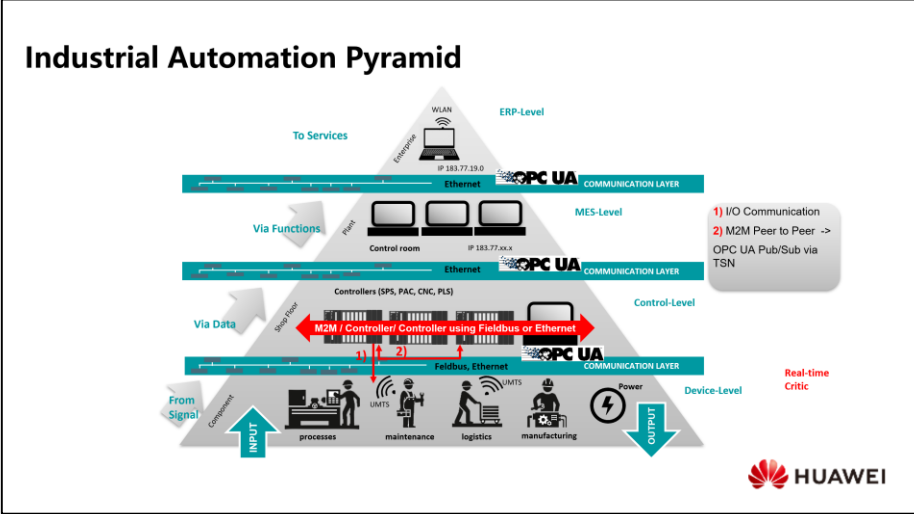 Industrial Automation Pyramid
WLAN
ERP-Level
To Services
Enterprise
IP 183.77.19.0
Ethernet
OPC UA
COMMUNICATION LAYER
MES-Level
Via Functions
Plant
Control room
IP 183.77.xx.x
1) I/O Communication
2) M2M Peer to Peer ->
OPC UA Pub/Sub via
TSN
Ethernet
OPC UA
COMMUNICATION LAYER
Controllers (SPS, PAC, CNC, PLS)
Control-Level
Via Data
Shop Floor
M2M / Controller/ Controller using Fieldbus or Ethernet
1)
2)
OPC UA
Feldbus, Ethernet
COMMUNICATION LAYER
Real-time
Critic
Device-Level
From
Signal
Component
INPUT
UMTS
UMTS
Power
OUTPUT
processes
maintenance
logistics
manufacturing
HUAWEI